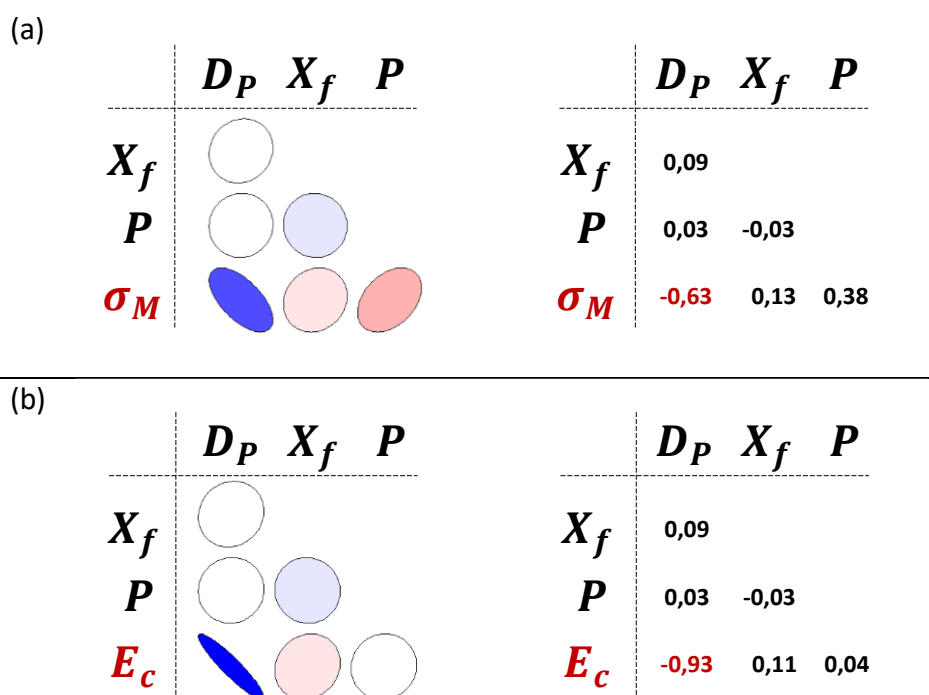 (a)
D_P X_f P D_P X_f P
X_f X_f 0,09
P P 0,03 -0,03
σ_M σ_M -0,63 0,13 0,38
(b)
D_P X_f P D_P X_f P
X_f X_f 0,09
P P 0,03 -0,03
E_c E_c -0,93 0,11 0,04